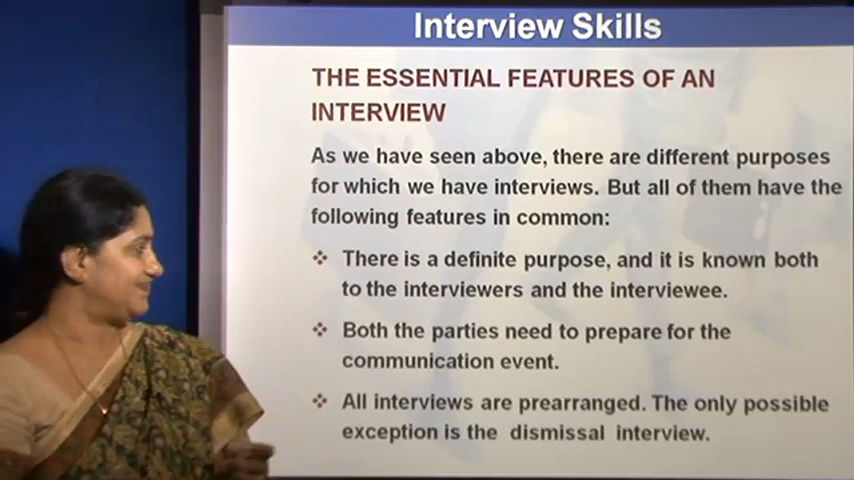 Interview Skills
THE ESSENTIAL FEATURES OF AN
INTERVIEW
As we have seen above, there are different purposes
for which we have interviews. But all of them have the
following features in common:
❖ There is a definite purpose, and it is known both
to the interviewers and the interviewee.
❖ Both the parties need to prepare for the
communication event.
❖ All interviews are prearranged. The only possible
exception is the dismissal interview.